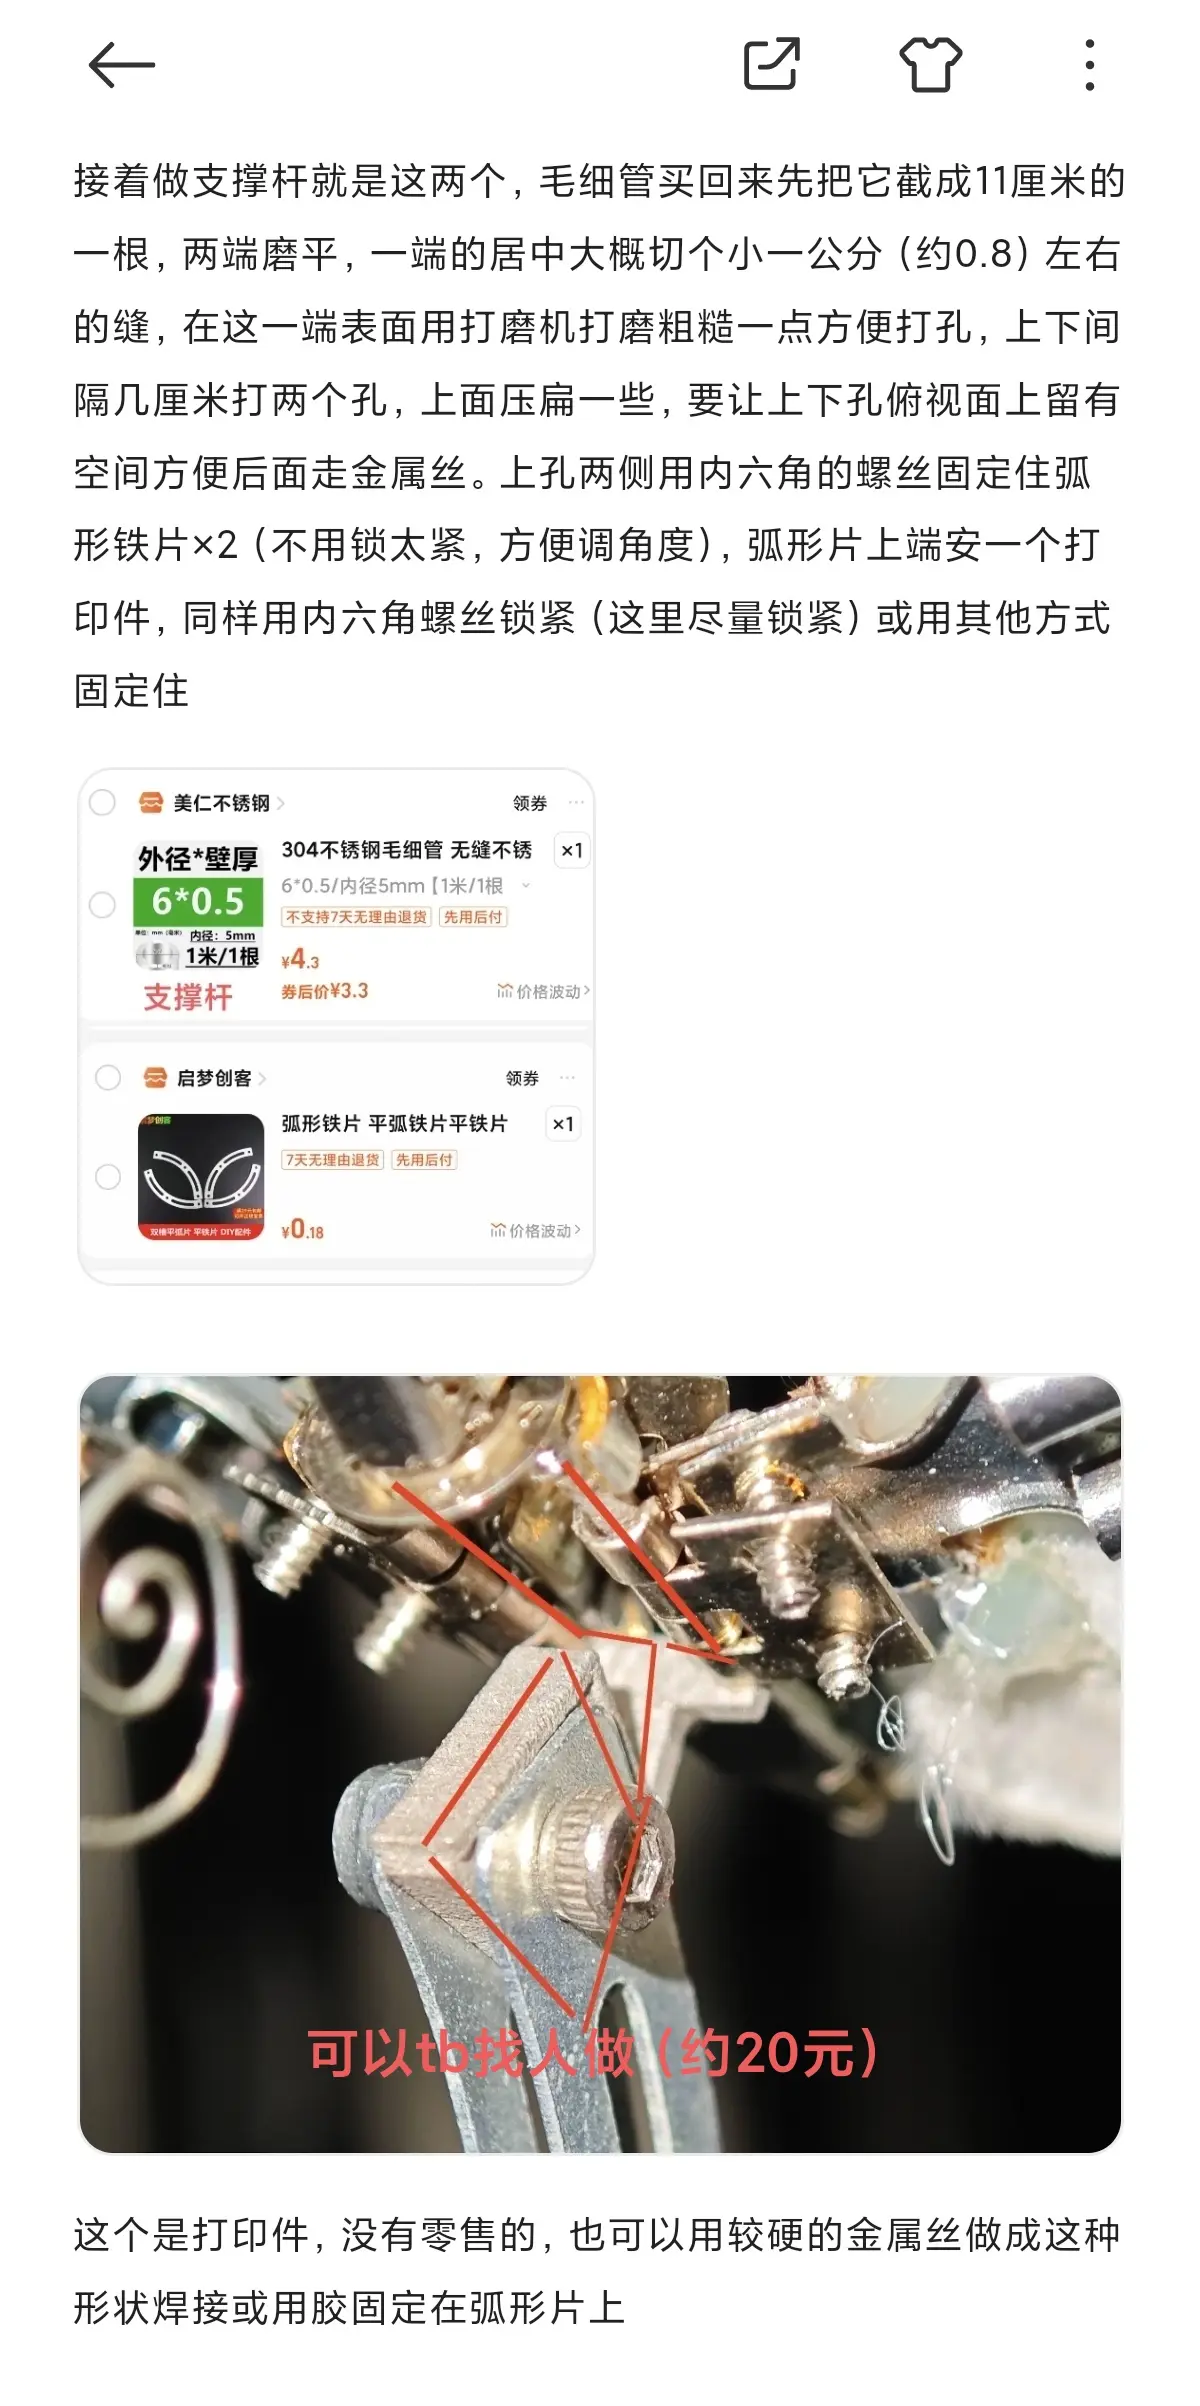 接着做支撑杆就是这两个，毛细管买回来先把它截成11厘米的
一根，两端磨平，一端的居中大概切个小一公分（约0.8）左右
的缝，在这一端表面用打磨机打磨粗糙一点方便打孔，上下间
隔几厘米打两个孔，上面压扁一些，要让上下孔俯视面上留有
空间方便后面走金属丝。上孔两侧用内六角的螺丝固定住弧
形铁片×2（不用锁太紧，方便调角度），弧形片上端安一个打
印件，同样用内六角螺丝锁紧（这里尽量锁紧）或用其他方式
固定住
美仁不锈钢
领券
外径*壁厚
6*0.5
内径：5mm
1米/1根
支撑杆
304不锈钢毛细管 无缝不锈
×1
6*0.5/内径5mm【1米/1根
不支持7天无理由退货 先用后付
¥4.3
券后价¥3.3
价格波动
启梦创客
领券
双槽平弧片 平铁片 DIY配件
弧形铁片 平弧铁片平铁片
×1
7天无理由退货 先用后付
¥0.18
价格波动
可以tb找人做（约20元）
这个是打印件，没有零售的，也可以用较硬的金属丝做成这种
形状焊接或用胶固定在弧形片上